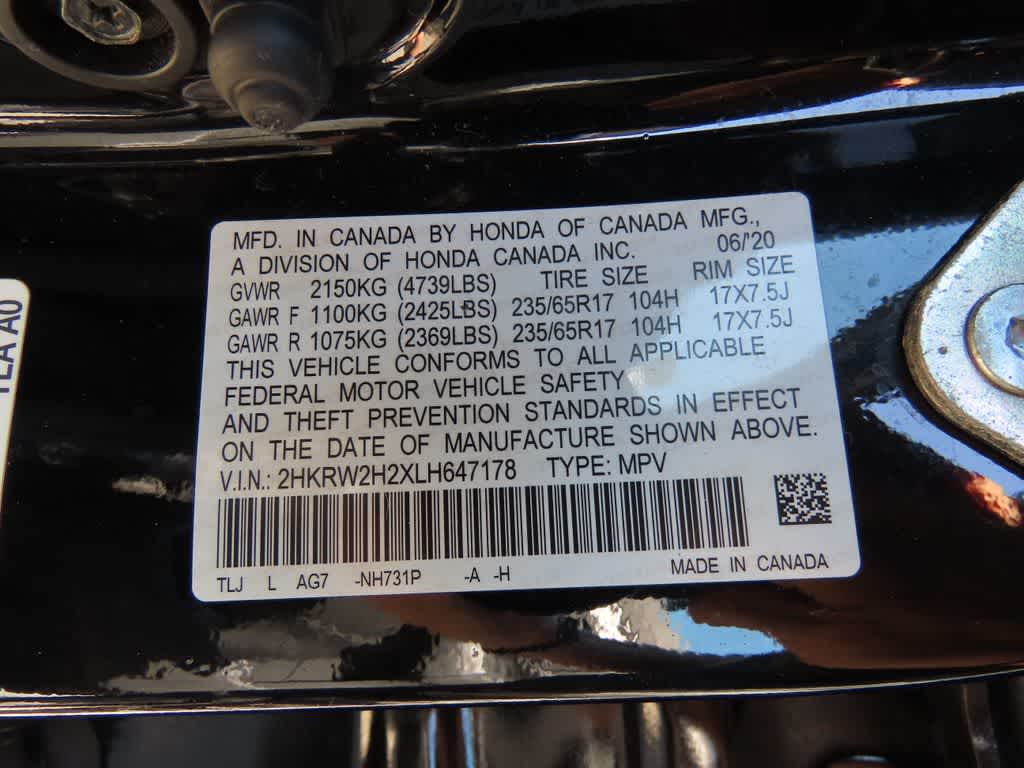 MFD. IN CANADA BY HONDA OF CANADA MFG.,
A DIVISION OF HONDA CANADA INC. 06/'20
GVWR 2150KG (4739LBS) TIRE SIZE RIM SIZE
GAWR F 1100KG (2425LBS) 235/65R17 104H 17X7.5J
GAWR R 1075KG (2369LBS) 235/65R17 104H 17X7.5J
THIS VEHICLE CONFORMS TO ALL APPLICABLE
FEDERAL MOTOR VEHICLE SAFETY
AND THEFT PREVENTION STANDARDS IN EFFECT
ON THE DATE OF MANUFACTURE SHOWN ABOVE.
V.I.N.: 2HKRW2H2XLH647178 TYPE: MPV
TLJ L AG7 -NH731P -A -H MADE IN CANADA
A0